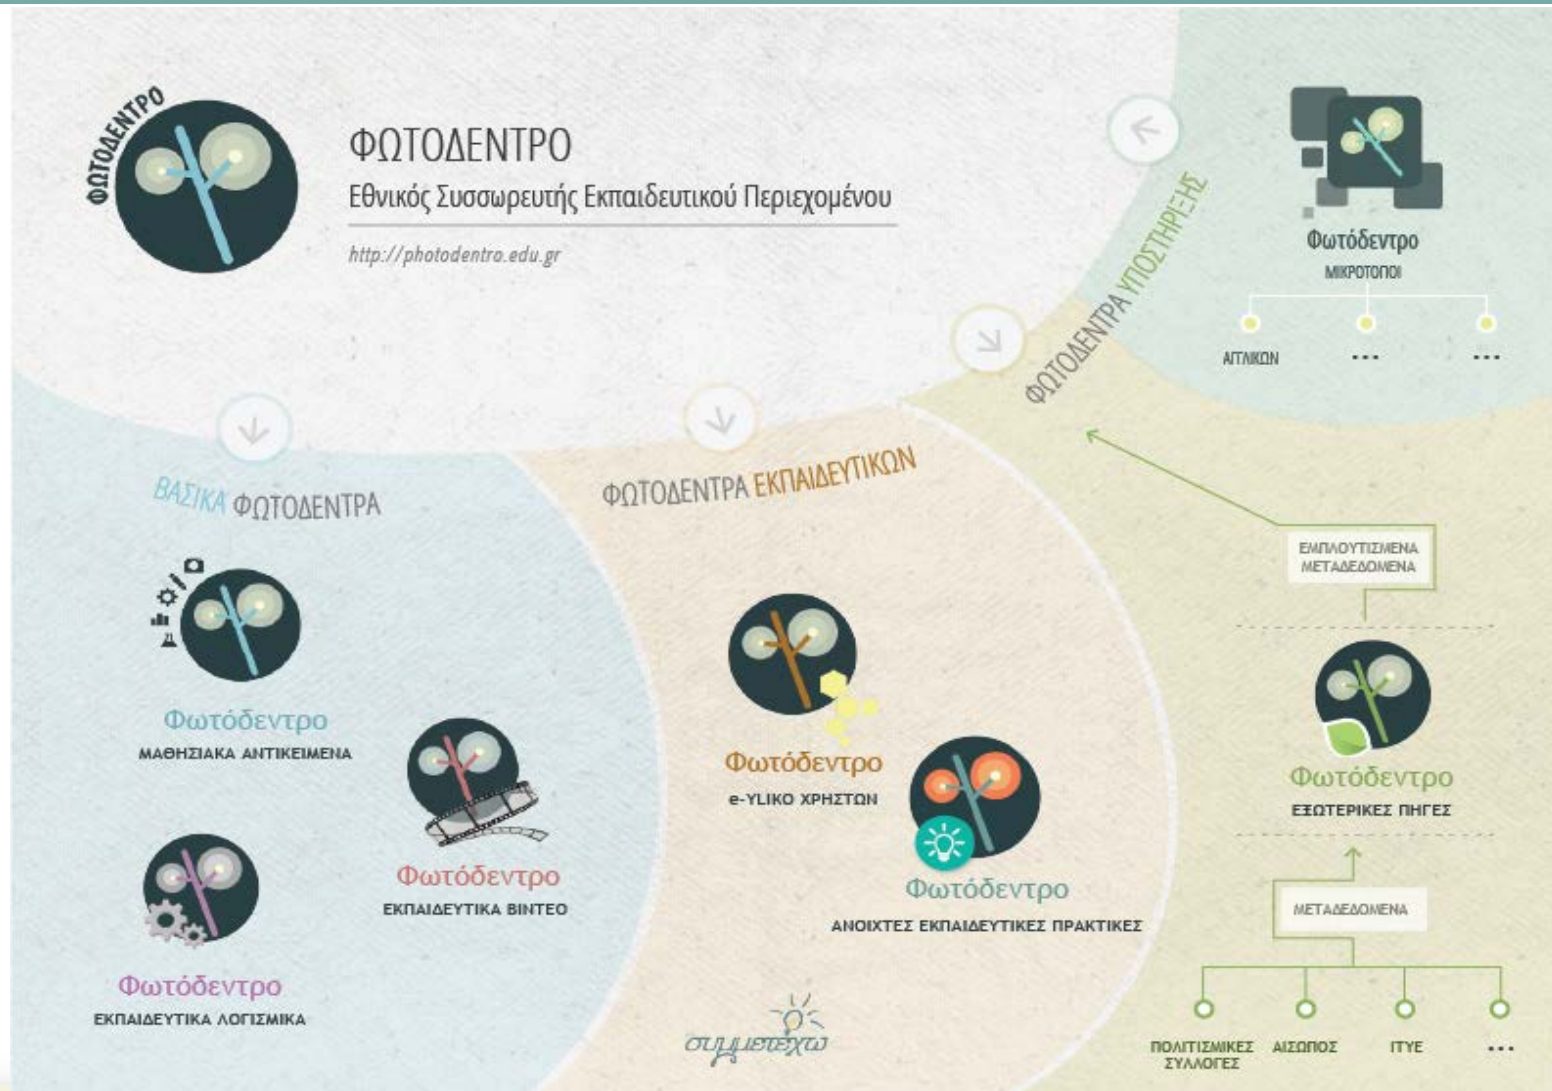 ΦΩΤΟΔΕΝΤΡΟ
ΦΩΤΟΔΕΝΤΡΟ
Εθνικός Συσσωρευτής Εκπαιδευτικού Περιεχομένου
http://photodentro.edu.gr
Φωτόδεντρο
ΜΙΚΡΟΤΟΠΟΙ
ΑΓΓΛΙΚΩΝ
...
...
ΦΩΤΟΔΕΝΤΡΑ ΥΠΟΣΤΗΡΙΞΗΣ
ΒΑΣΙΚΑ ΦΩΤΟΔΕΝΤΡΑ
ΦΩΤΟΔΕΝΤΡΑ ΕΚΠΑΙΔΕΥΤΙΚΩΝ
Φωτόδεντρο
ΜΑΘΗΣΙΑΚΑ ΑΝΤΙΚΕΙΜΕΝΑ
Φωτόδεντρο
ΕΚΠΑΙΔΕΥΤΙΚΑ ΒΙΝΤΕΟ
Φωτόδεντρο
ΕΚΠΑΙΔΕΥΤΙΚΑ ΛΟΓΙΣΜΙΚΑ
Φωτόδεντρο
e-YLIKO ΧΡΗΣΤΩΝ
Φωτόδεντρο
ΑΝΟΙΧΤΕΣ ΕΚΠΑΙΔΕΥΤΙΚΕΣ ΠΡΑΚΤΙΚΕΣ
συμμετέχω
ΕΜΠΛΟΥΤΙΣΜΕΝΑ
ΜΕΤΑΔΕΔΟΜΕΝΑ
Φωτόδεντρο
ΕΞΩΤΕΡΙΚΕΣ ΠΗΓΕΣ
ΜΕΤΑΔΕΔΟΜΕΝΑ
ΠΟΛΙΤΙΣΜΙΚΕΣ
ΣΥΛΛΟΓΕΣ
ΑΙΣΩΠΟΣ
ΙΤΥΕ
...